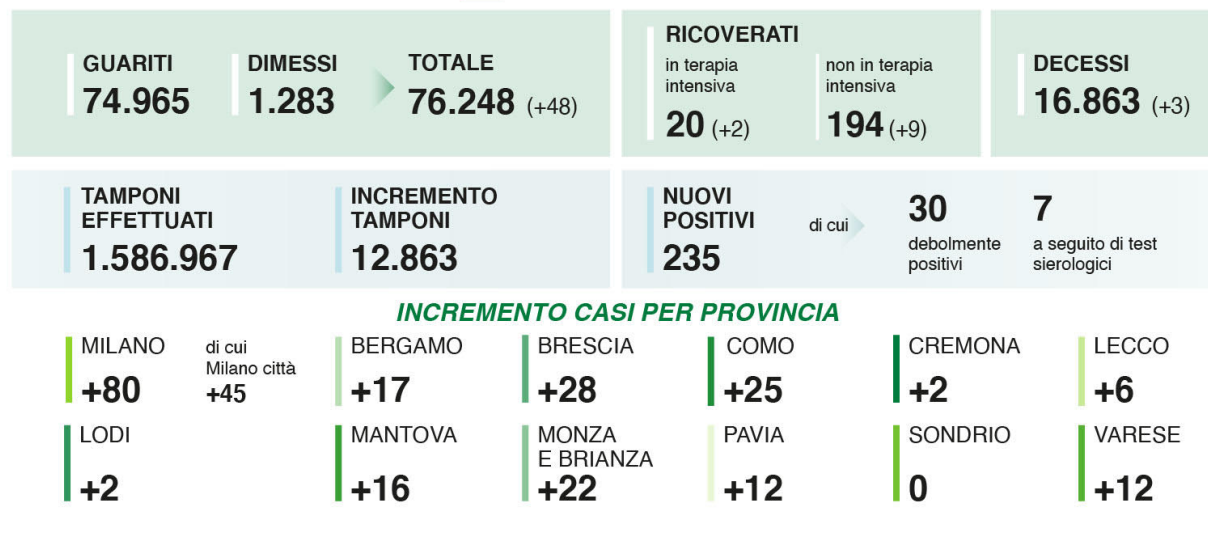 GUARITI
74.965
DIMESSI
1.283
TOTALE
76.248 (+48)
RICOVERATI
in terapia
intensiva
20 (+2)
non in terapia
intensiva
194 (+9)
DECESSI
16.863 (+3)
TAMPONI
EFFETTUATI
1.586.967
INCREMENTO
TAMPONI
12.863
NUOVI
POSITIVI
235
di cui
30
debolmente
positivi
7
a seguito di test
sierologici
INCREMENTO CASI PER PROVINCIA
MILANO
+80
di cui
Milano città
+45
BERGAMO
+17
BRESCIA
+28
COMO
+25
CREMONA
+2
LECCO
+6
LODI
+2
MANTOVA
+16
MONZA
E BRIANZA
+22
PAVIA
+12
SONDRIO
0
VARESE
+12